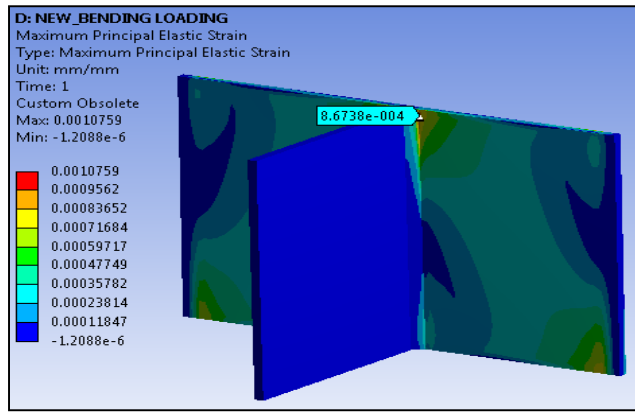 D: NEW_BENDING LOADING
Maximum Principal Elastic Strain
Type: Maximum Principal Elastic Strain
Unit: mm/mm
Time: 1
Custom Obsolete
Max: 0.0010759
Min: -1.2088e-6
8.6738e-004
0.0010759
0.0009562
0.00083652
0.00071684
0.00059717
0.00047749
0.00035782
0.00023814
0.00011847
-1.2088e-6